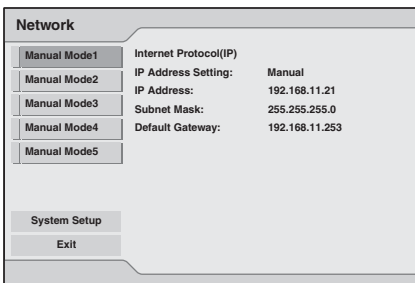 Network
Manual Mode1
Manual Mode2
Manual Mode3
Manual Mode4
Manual Mode5
System Setup
Exit
Internet Protocol(IP)
IP Address Setting: Manual
IP Address: 192.168.11.21
Subnet Mask: 255.255.255.0
Default Gateway: 192.168.11.253